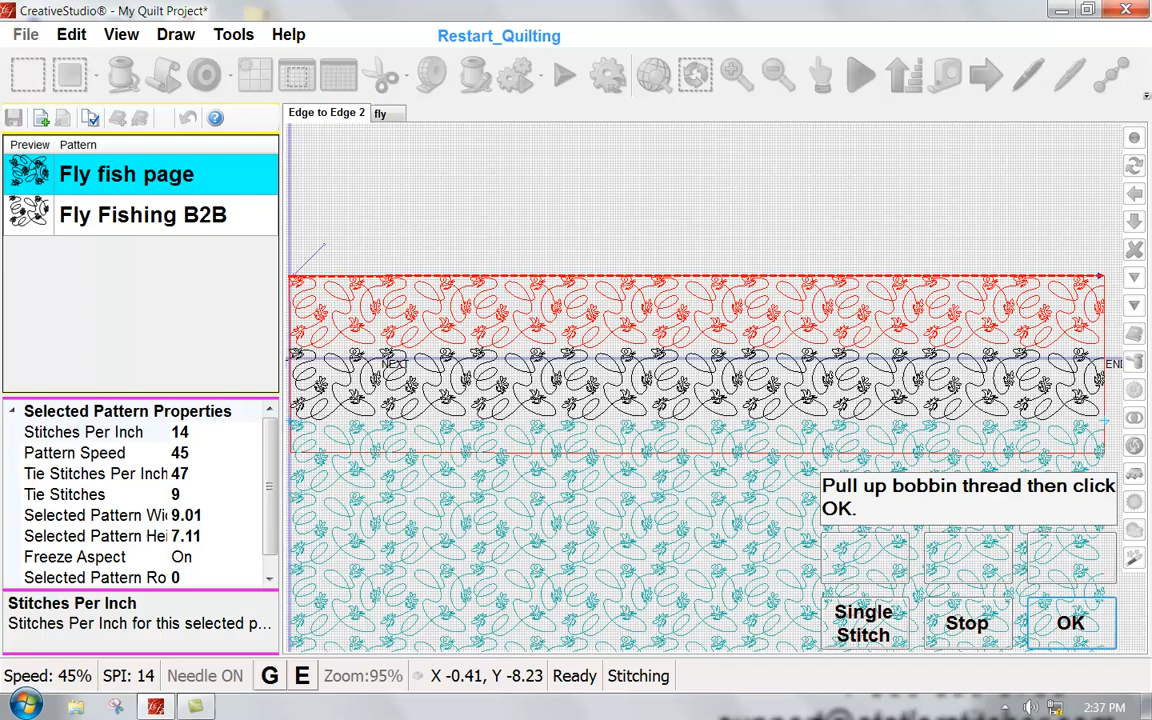 CreativeStudio® - My Quilt Project*
File Edit View Draw Tools Help Restart_Quilting
Edge to Edge 2 fly
Preview Pattern
Fly fish page
Fly Fishing B2B
NEXT
Selected Pattern Properties
Stitches Per Inch 14
Pattern Speed 45
Tie Stitches Per Inch 47
Tie Stitches 9
Selected Pattern Wi 9.01
Selected Pattern Hei 7.11
Freeze Aspect On
Selected Pattern Ro 0
Stitches Per Inch
Stitches Per Inch for this selected p...
Pull up bobbin thread then click
OK.
Single
Stitch
Stop
OK
Speed: 45% SPI: 14 Needle ON G E Zoom:95% X -0.41, Y -8.23 Ready Stitching
2:37 PM